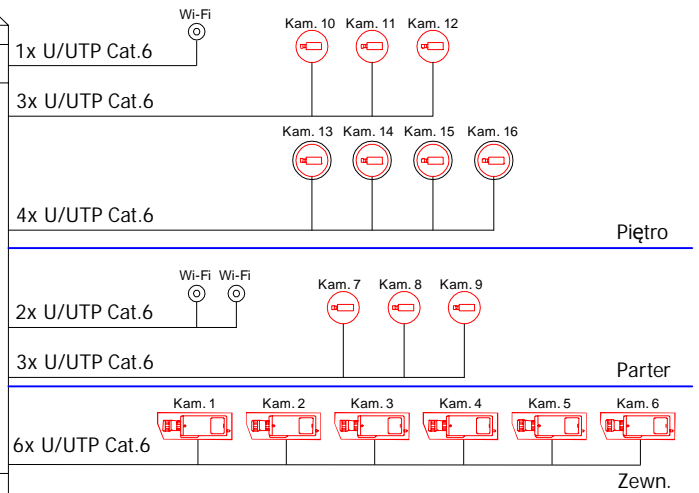 Wi-Fi
Kam. 10 Kam. 11 Kam. 12
1x U/UTP Cat.6
3x U/UTP Cat.6
Kam. 13 Kam. 14 Kam. 15 Kam. 16
4x U/UTP Cat.6
Piętro
Wi-Fi Wi-Fi
Kam. 7 Kam. 8 Kam. 9
2x U/UTP Cat.6
3x U/UTP Cat.6
Parter
Kam. 1 Kam. 2 Kam. 3 Kam. 4 Kam. 5 Kam. 6
6x U/UTP Cat.6
Zewn.